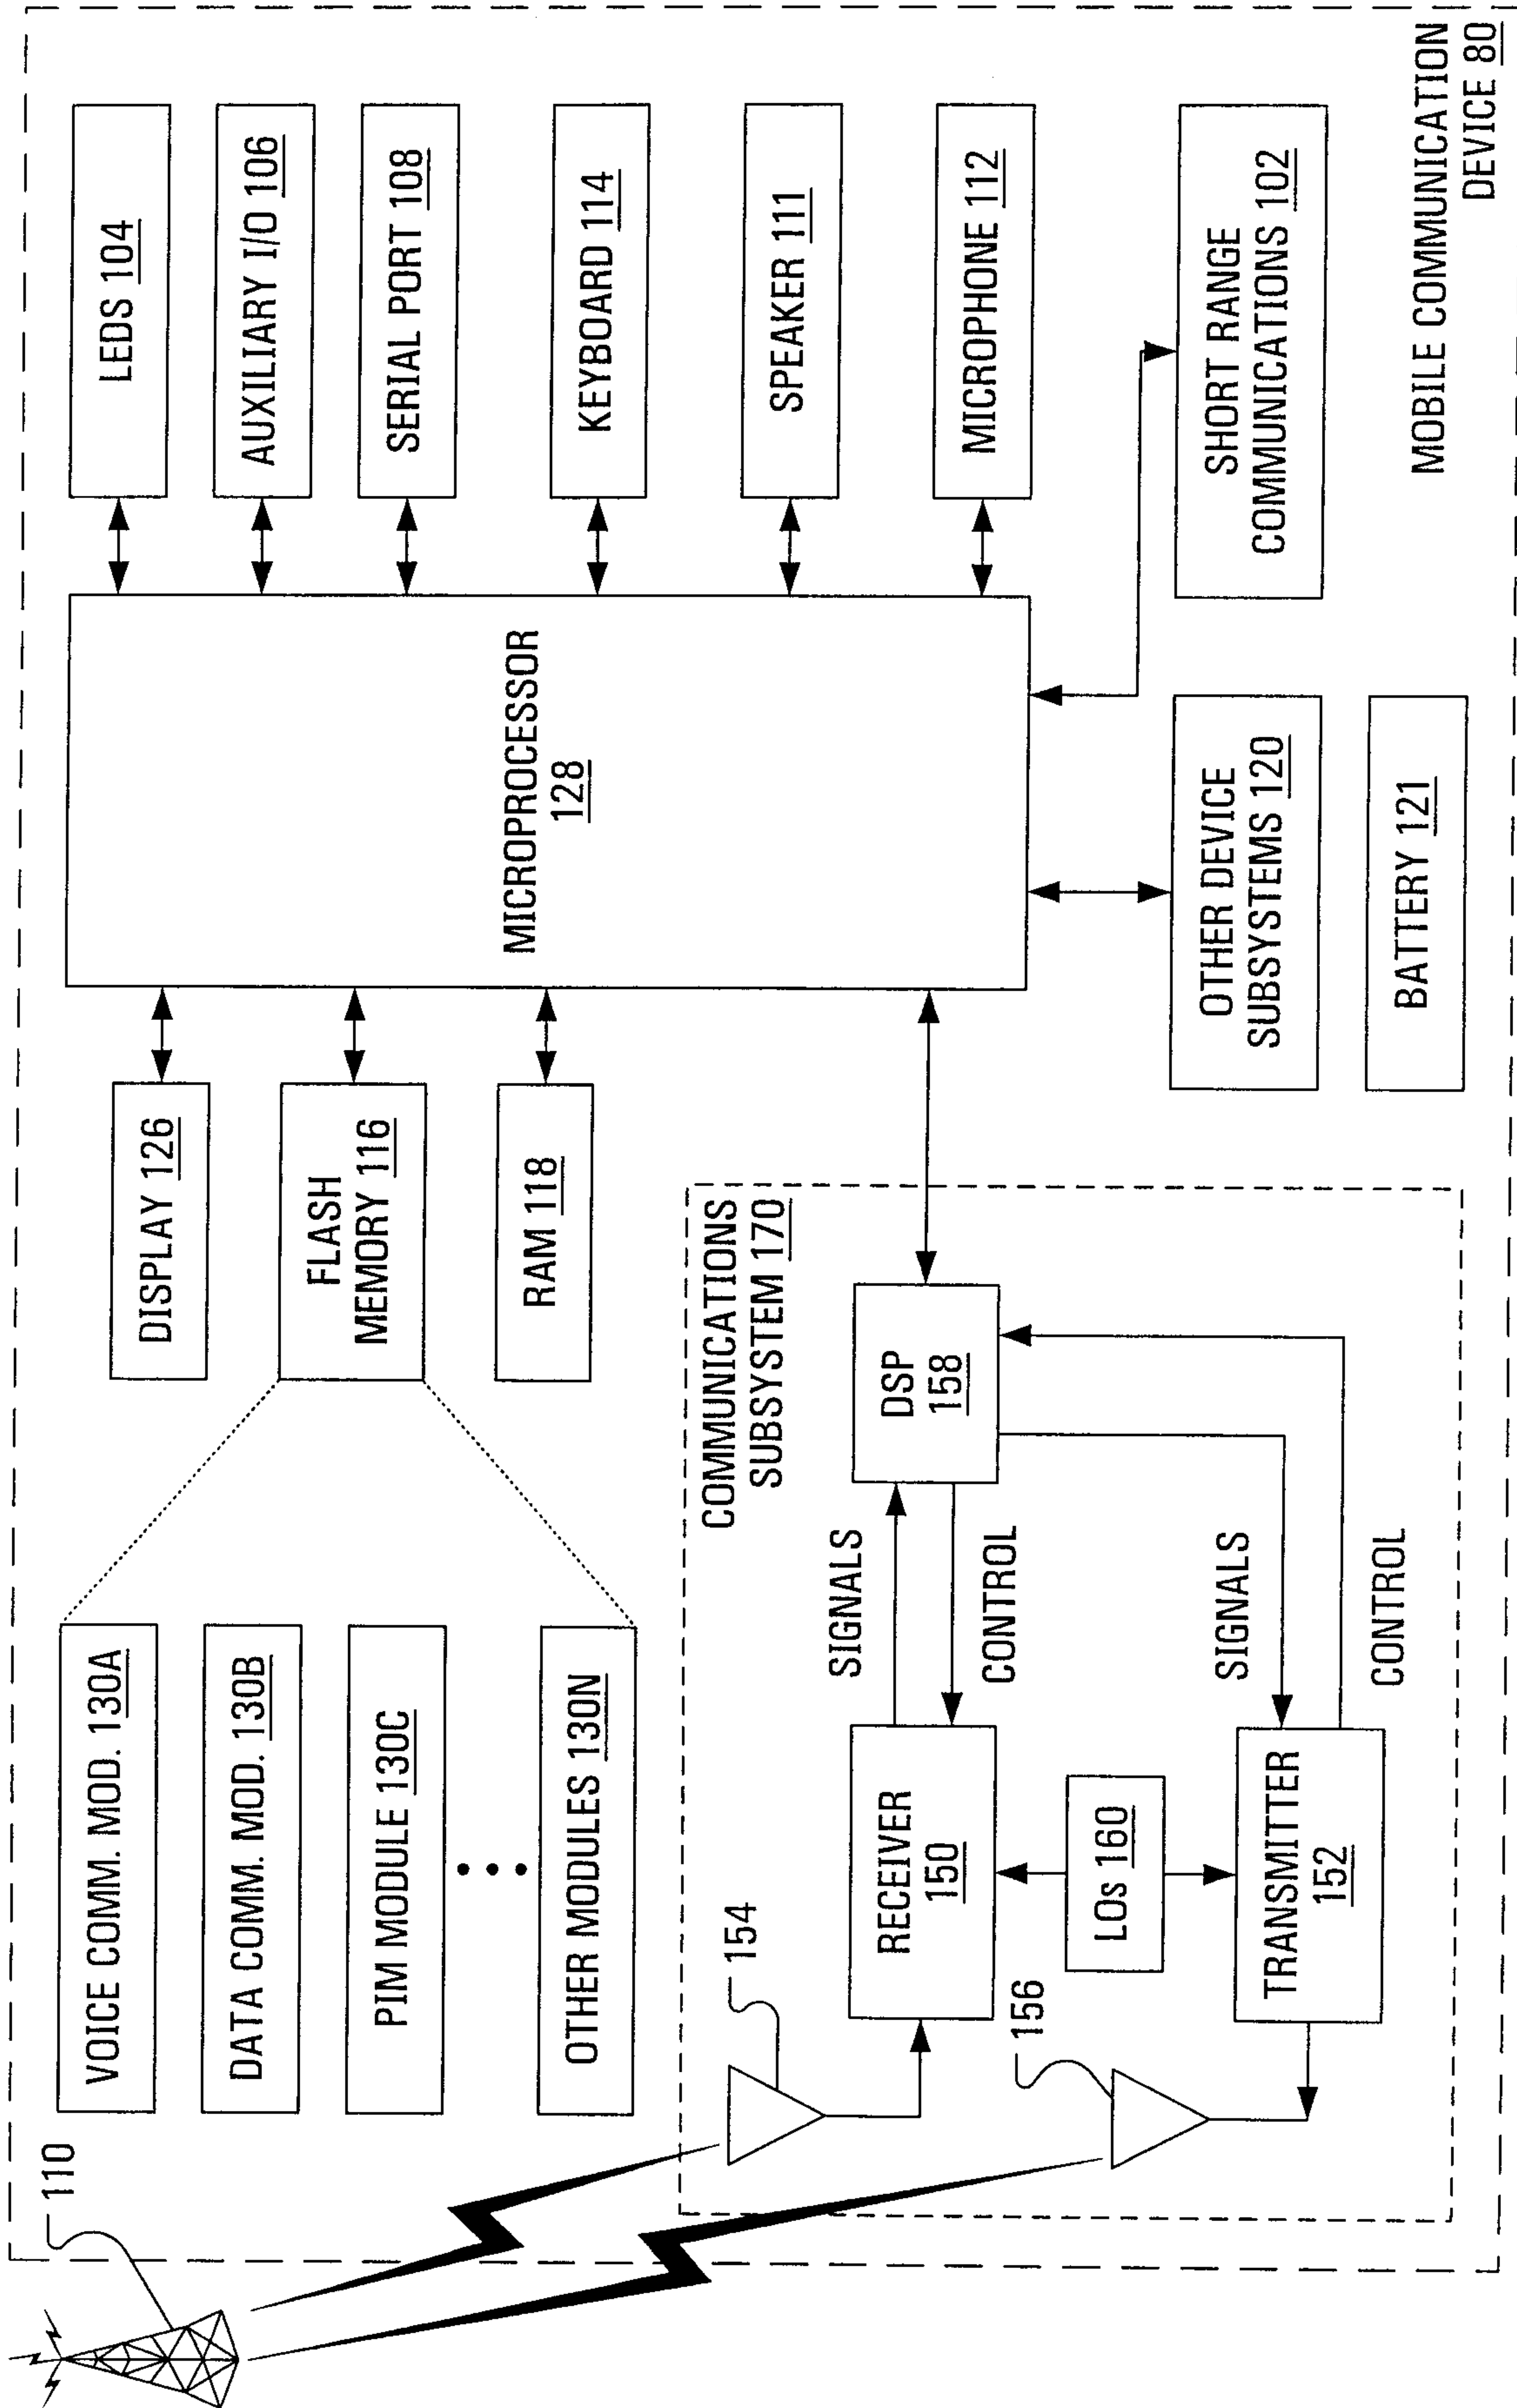 110
VOICE COMM. MOD. 130A
DATA COMM. MOD. 130B
PIM MODULE 130C
OTHER MODULES 130N
DISPLAY 126
FLASH
MEMORY 116
RAM 118
MICROPROCESSOR
128
LEDS 104
AUXILIARY I/O 106
SERIAL PORT 108
KEYBOARD 114
SPEAKER 111
MICROPHONE 112
SHORT RANGE
COMMUNICATIONS 102
OTHER DEVICE
SUBSYSTEMS 120
BATTERY 121
COMMUNICATIONS
SUBSYSTEM 170
154
RECEIVER
150
SIGNALS
CONTROL
DSP
158
LOs 160
156
TRANSMITTER
152
SIGNALS
CONTROL
MOBILE COMMUNICATION
DEVICE 80